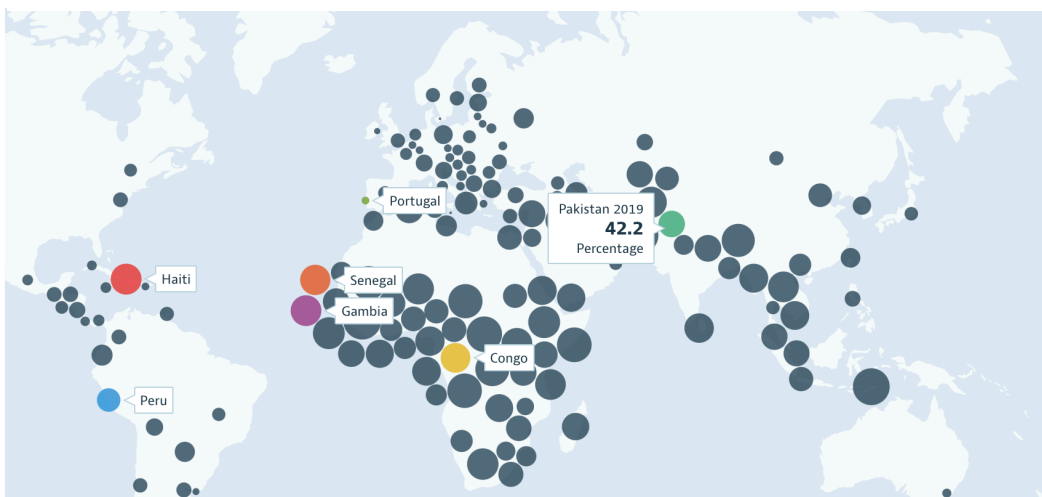 Portugal
Pakistan 2019
42.2
Percentage
Haiti
Senegal
Gambia
Congo
Peru